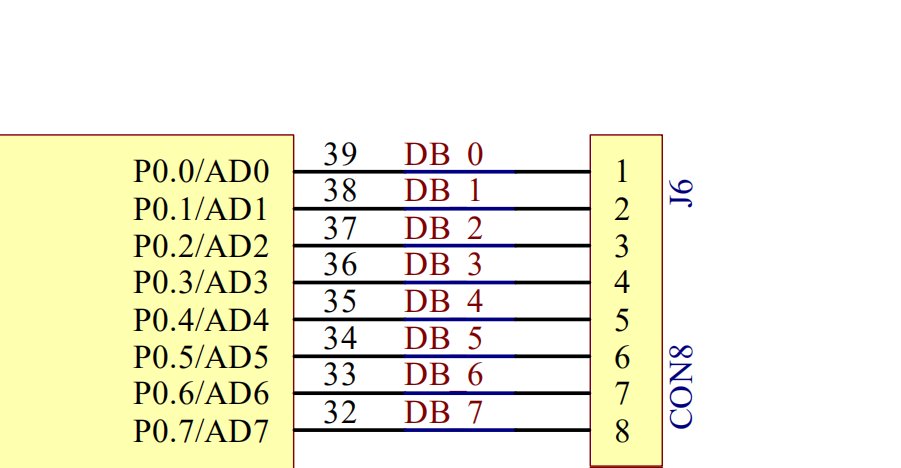 39 DB 0
P0.0/AD0 1
38 DB 1
P0.1/AD1 2
37 DB 2
P0.2/AD2 3
36 DB 3
P0.3/AD3 4
35 DB 4
P0.4/AD4 5
34 DB 5
P0.5/AD5 6
33 DB 6
P0.6/AD6 7
32 DB 7
P0.7/AD7 8
J6
CON8